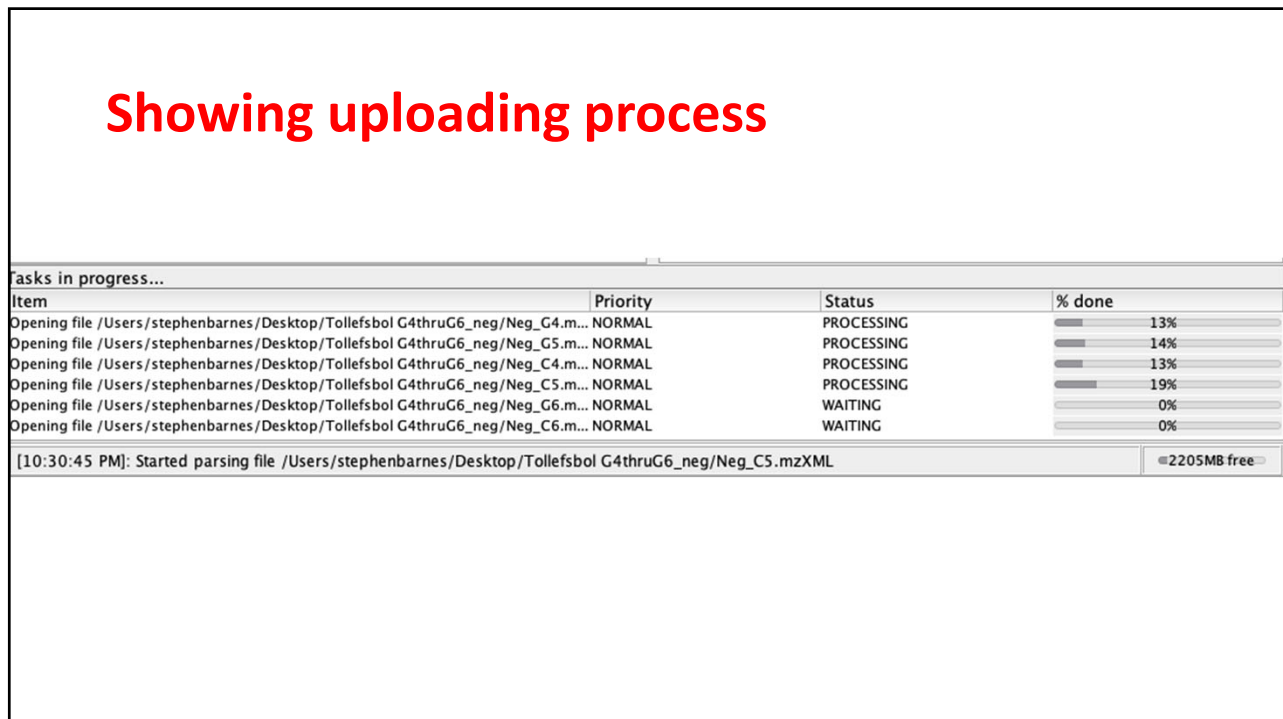 Showing uploading process
Tasks in progress...
Item Priority Status % done
Opening file /Users/stephenbarnes/Desktop/Tollefsbol G4thruG6_neg/Neg_G4.m... NORMAL PROCESSING 13%
Opening file /Users/stephenbarnes/Desktop/Tollefsbol G4thruG6_neg/Neg_G5.m... NORMAL PROCESSING 14%
Opening file /Users/stephenbarnes/Desktop/Tollefsbol G4thruG6_neg/Neg_C4.m... NORMAL PROCESSING 13%
Opening file /Users/stephenbarnes/Desktop/Tollefsbol G4thruG6_neg/Neg_C5.m... NORMAL PROCESSING 19%
Opening file /Users/stephenbarnes/Desktop/Tollefsbol G4thruG6_neg/Neg_G6.m... NORMAL WAITING 0%
Opening file /Users/stephenbarnes/Desktop/Tollefsbol G4thruG6_neg/Neg_C6.m... NORMAL WAITING 0%
[10:30:45 PM]: Started parsing file /Users/stephenbarnes/Desktop/Tollefsbol G4thruG6_neg/Neg_C5.mzXML 2205MB free